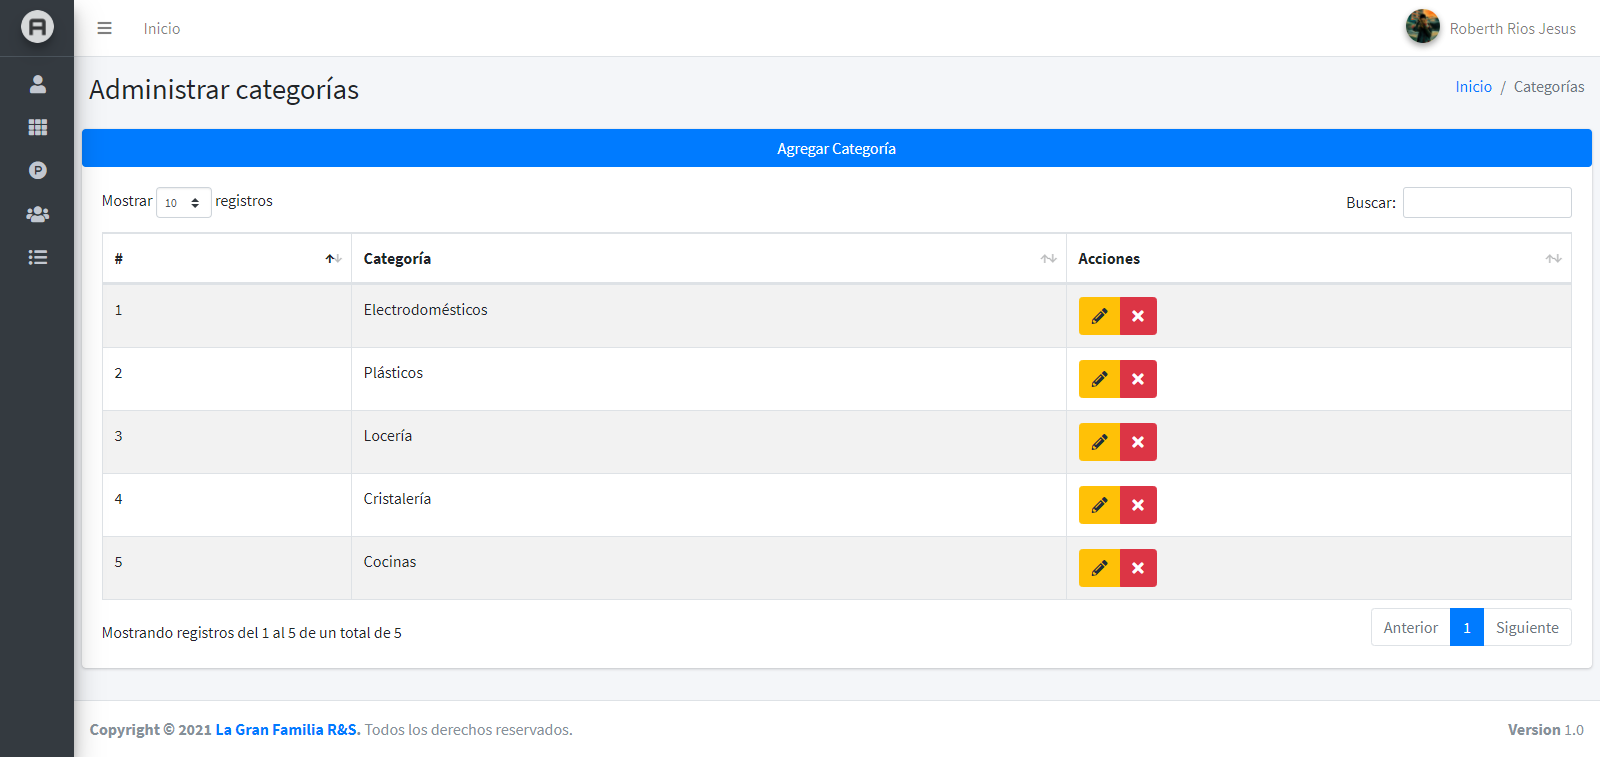 Inicio
Roberth Rios Jesus
Administrar categorías
Inicio / Categorías
Agregar Categoría
Mostrar 10 registros
Buscar:
# Categoría Acciones
1 Electrodomésticos
2 Plásticos
3 Locería
4 Cristalería
5 Cocinas
Mostrando registros del 1 al 5 de un total de 5
Anterior 1 Siguiente
Copyright © 2021 La Gran Familia R&S. Todos los derechos reservados.
Version 1.0